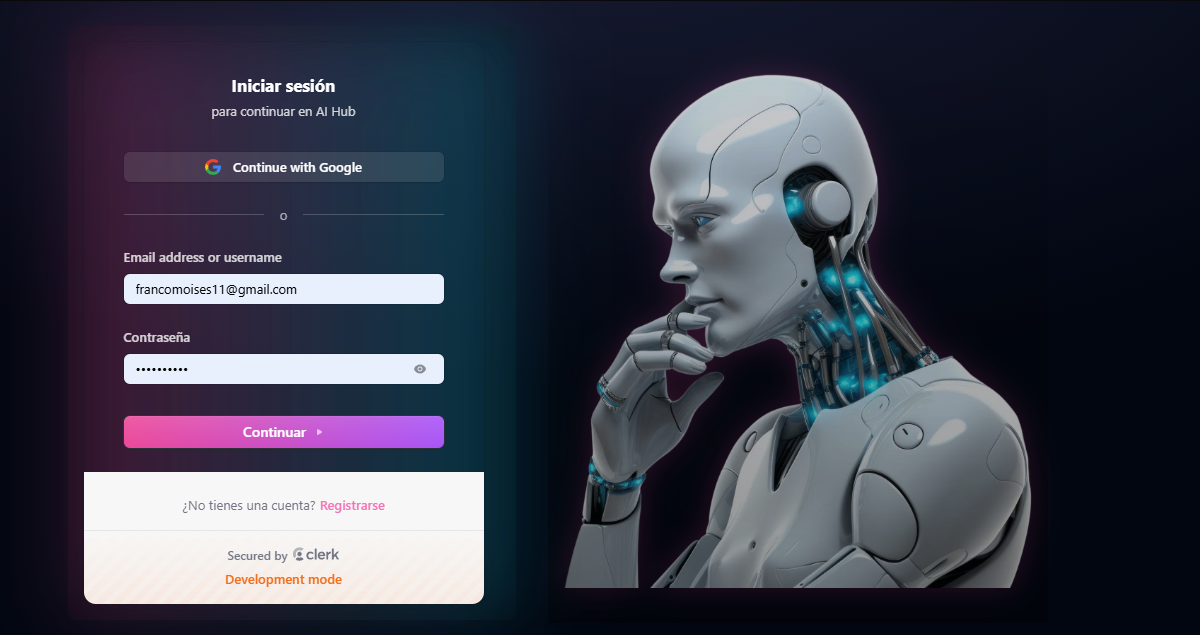 Iniciar sesión
para continuar en AI Hub
Continue with Google
o
Email address or username
francomoises11@gmail.com
Contraseña
••••••••••
Continuar
¿No tienes una cuenta? Registrarse
Secured by clerk
Development mode